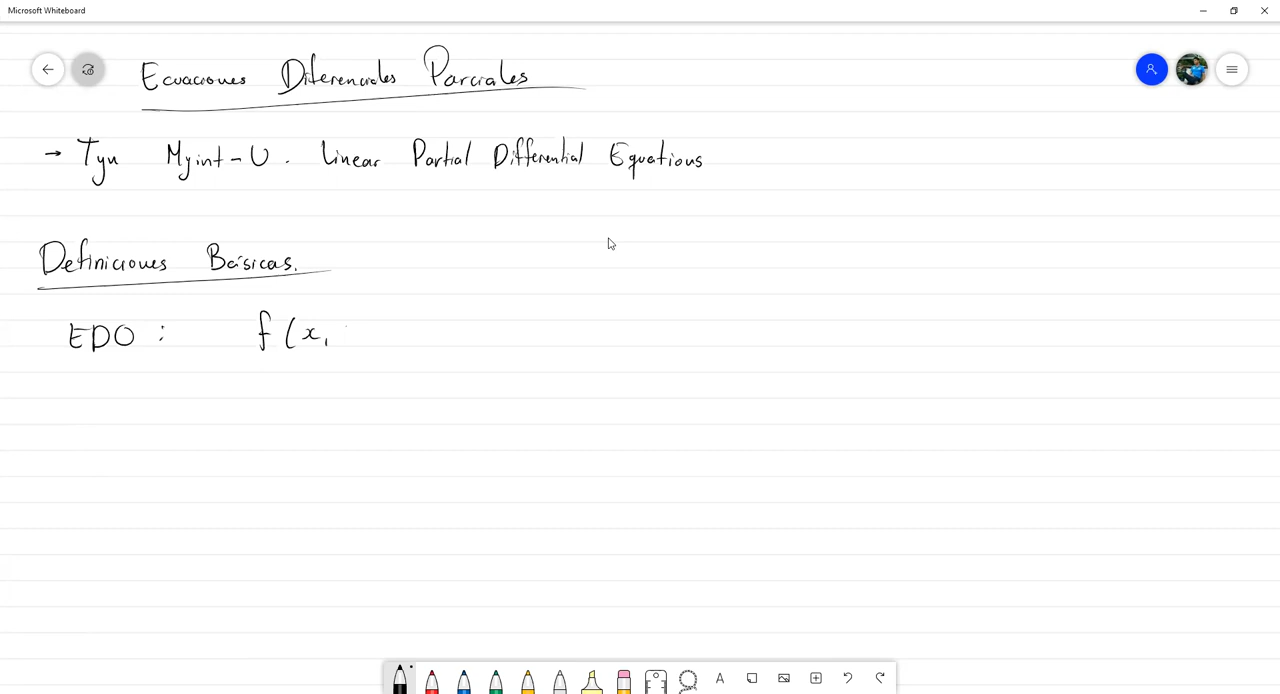 Microsoft Whiteboard
Ecuaciones Diferenciales Parciales
→ Tyn Myint-U. Linear Partial Differential Equations
Definiciones Básicas.
EDO : f(x,
A